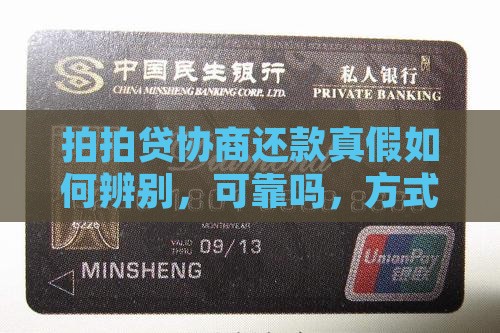 中国民生银行
CHINA MINSHENG BANKING CORP., LTD.
私人银行
PRIVATE BANKING
拍拍贷协商还款真假如
何辨别，可靠吗，方式
6226
MONTH/YEAR
VALID
THRU
09/13
MINSHENG
UnionPay
银联